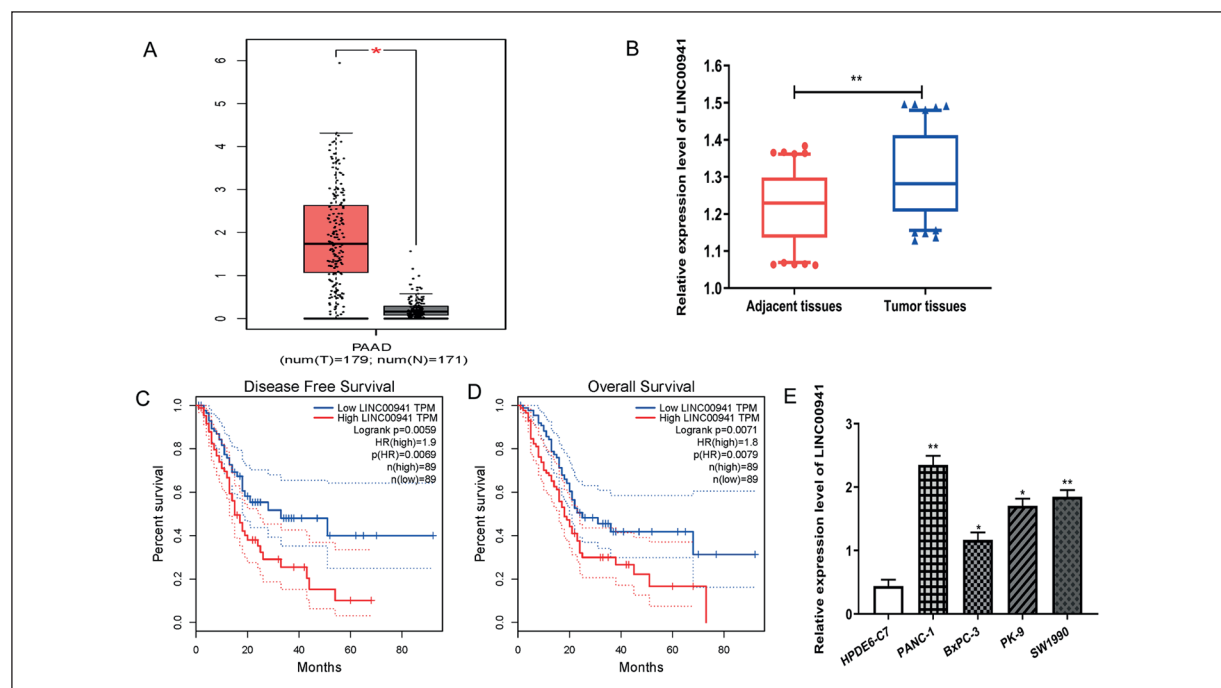 A
*
6
5
4
3
2
1
0
PAAD
(num(T)=179; num(N)=171)
B
Relative expression level of LINC00941
**
1.6
1.5
1.4
1.3
1.2
1.1
1.0
Adjacent tissues
Tumor tissues
C
Disease Free Survival
Low LINC00941 TPM
High LINC00941 TPM
Logrank p=0.0059
HR(high)=1.9
p(HR)=0.0069
n(high)=89
n(low)=89
Percent survival
1.0
0.8
0.6
0.4
0.2
0.0
0 20 40 60 80
Months
D
Overall Survival
Low LINC00941 TPM
High LINC00941 TPM
Logrank p=0.0071
HR(high)=1.8
p(HR)=0.0079
n(high)=89
n(low)=89
Percent survival
1.0
0.8
0.6
0.4
0.2
0.0
0 20 40 60 80
Months
E
Relative expression level of LINC00941
3
2
1
0
**
*
*
**
HPDE6-C7
PANC-1
BxPC-3
PK-9
SW1990